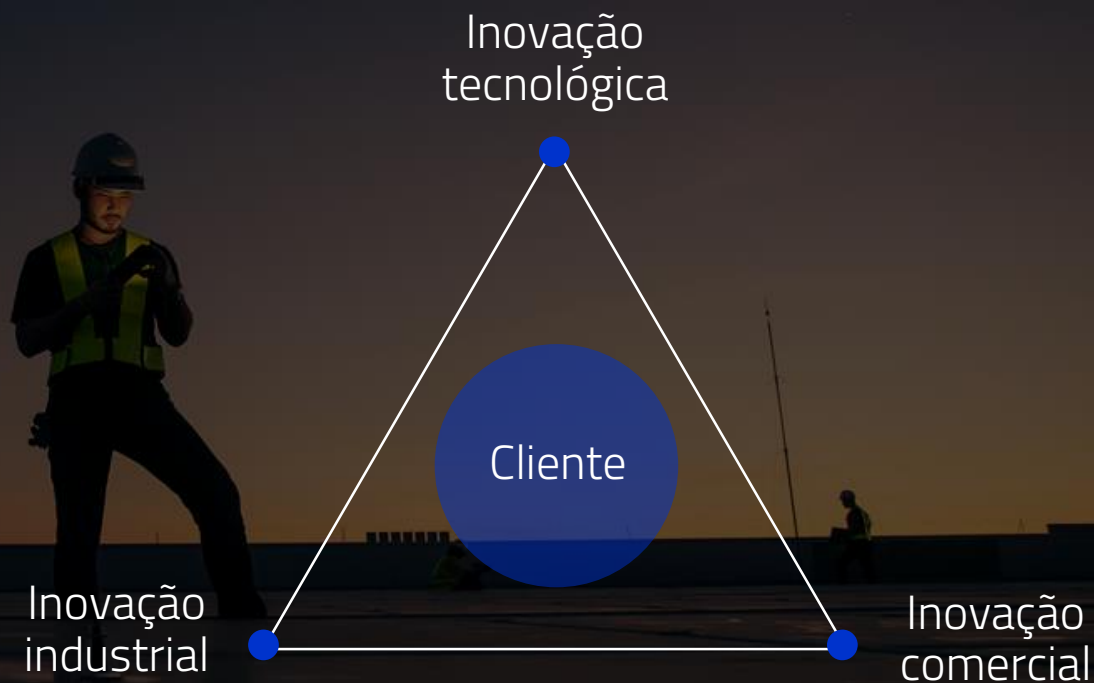 Inovação
tecnológica
Cliente
Inovação
industrial
Inovação
comercial